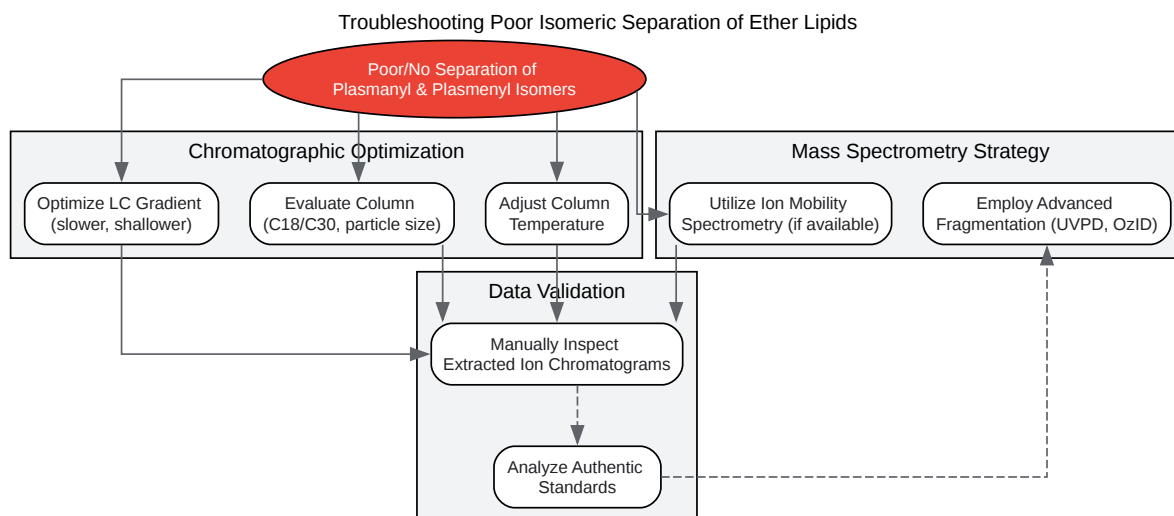 Troubleshooting Poor Isomeric Separation of Ether Lipids
Poor/No Separation of
Plasmanyl & Plasmenyl Isomers
Chromatographic Optimization
Mass Spectrometry Strategy
Optimize LC Gradient
(slower, shallower)
Evaluate Column
(C18/C30, particle size)
Adjust Column
Temperature
Utilize Ion Mobility
Spectrometry (if available)
Employ Advanced
Fragmentation (UVPD, OzID)
Data Validation
Manually Inspect
Extracted Ion Chromatograms
Analyze Authentic
Standards